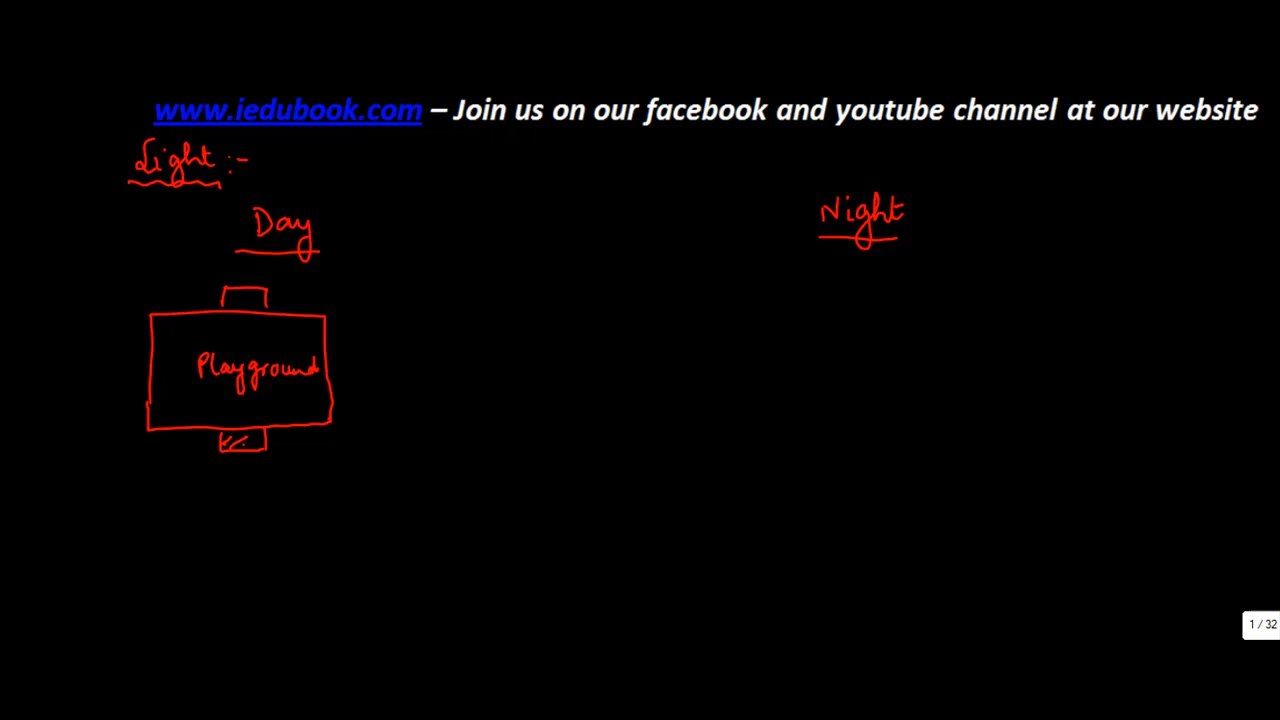 www.iedubook.com – Join us on our facebook and youtube channel at our website
Light :-
Day
Night
Playground
1 / 32